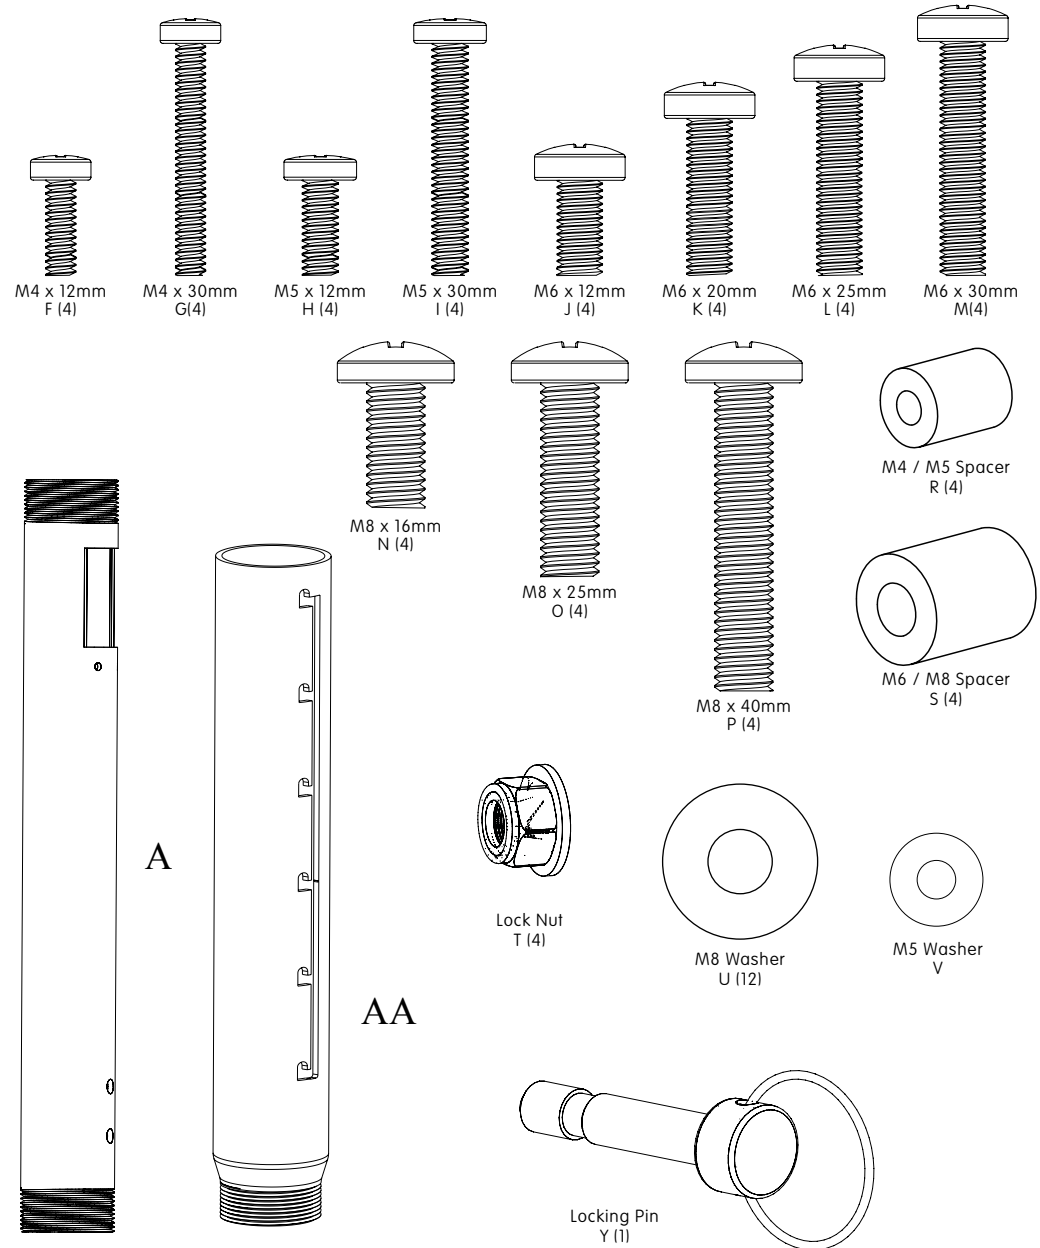 M4 x 12mm
F (4)
M4 x 30mm
G(4)
M5 x 12mm
H (4)
M5 x 30mm
I (4)
M6 x 12mm
J (4)
M6 x 20mm
K (4)
M6 x 25mm
L (4)
M6 x 30mm
M(4)
M8 x 16mm
N (4)
M8 x 25mm
O (4)
M8 x 40mm
P (4)
M4 / M5 Spacer
R (4)
M6 / M8 Spacer
S (4)
A
AA
Lock Nut
T (4)
M8 Washer
U (12)
M5 Washer
V
Locking Pin
Y (1)